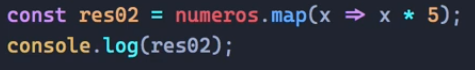 const res02 = numeros.map(x => x * 5);
console.log(res02);